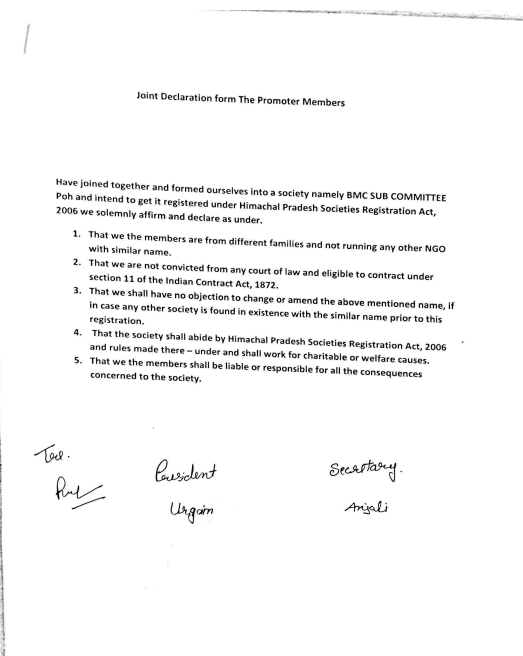 Joint Declaration form The Promoter Members
Have joined together and formed ourselves into a society namely BMC SUB COMMITTEE
Poh and intend to get it registered under Himachal Pradesh Societies Registration Act,
2006 we solemnly affirm and declare as under.
1. That we the members are from different families and not running any other NGO
with similar name.
2. That we are not convicted from any court of law and eligible to contract under
section 11 of the Indian Contract Act, 1872.
3. That we shall have no objection to change or amend the above mentioned name, if
in case any other society is found in existence with the similar name prior to this
registration.
4. That the society shall abide by Himachal Pradesh Societies Registration Act, 2006
and rules made there – under and shall work for charitable or welfare causes.
5. That we the members shall be liable or responsible for all the consequences
concerned to the society.
President
Secretary.
Anjali